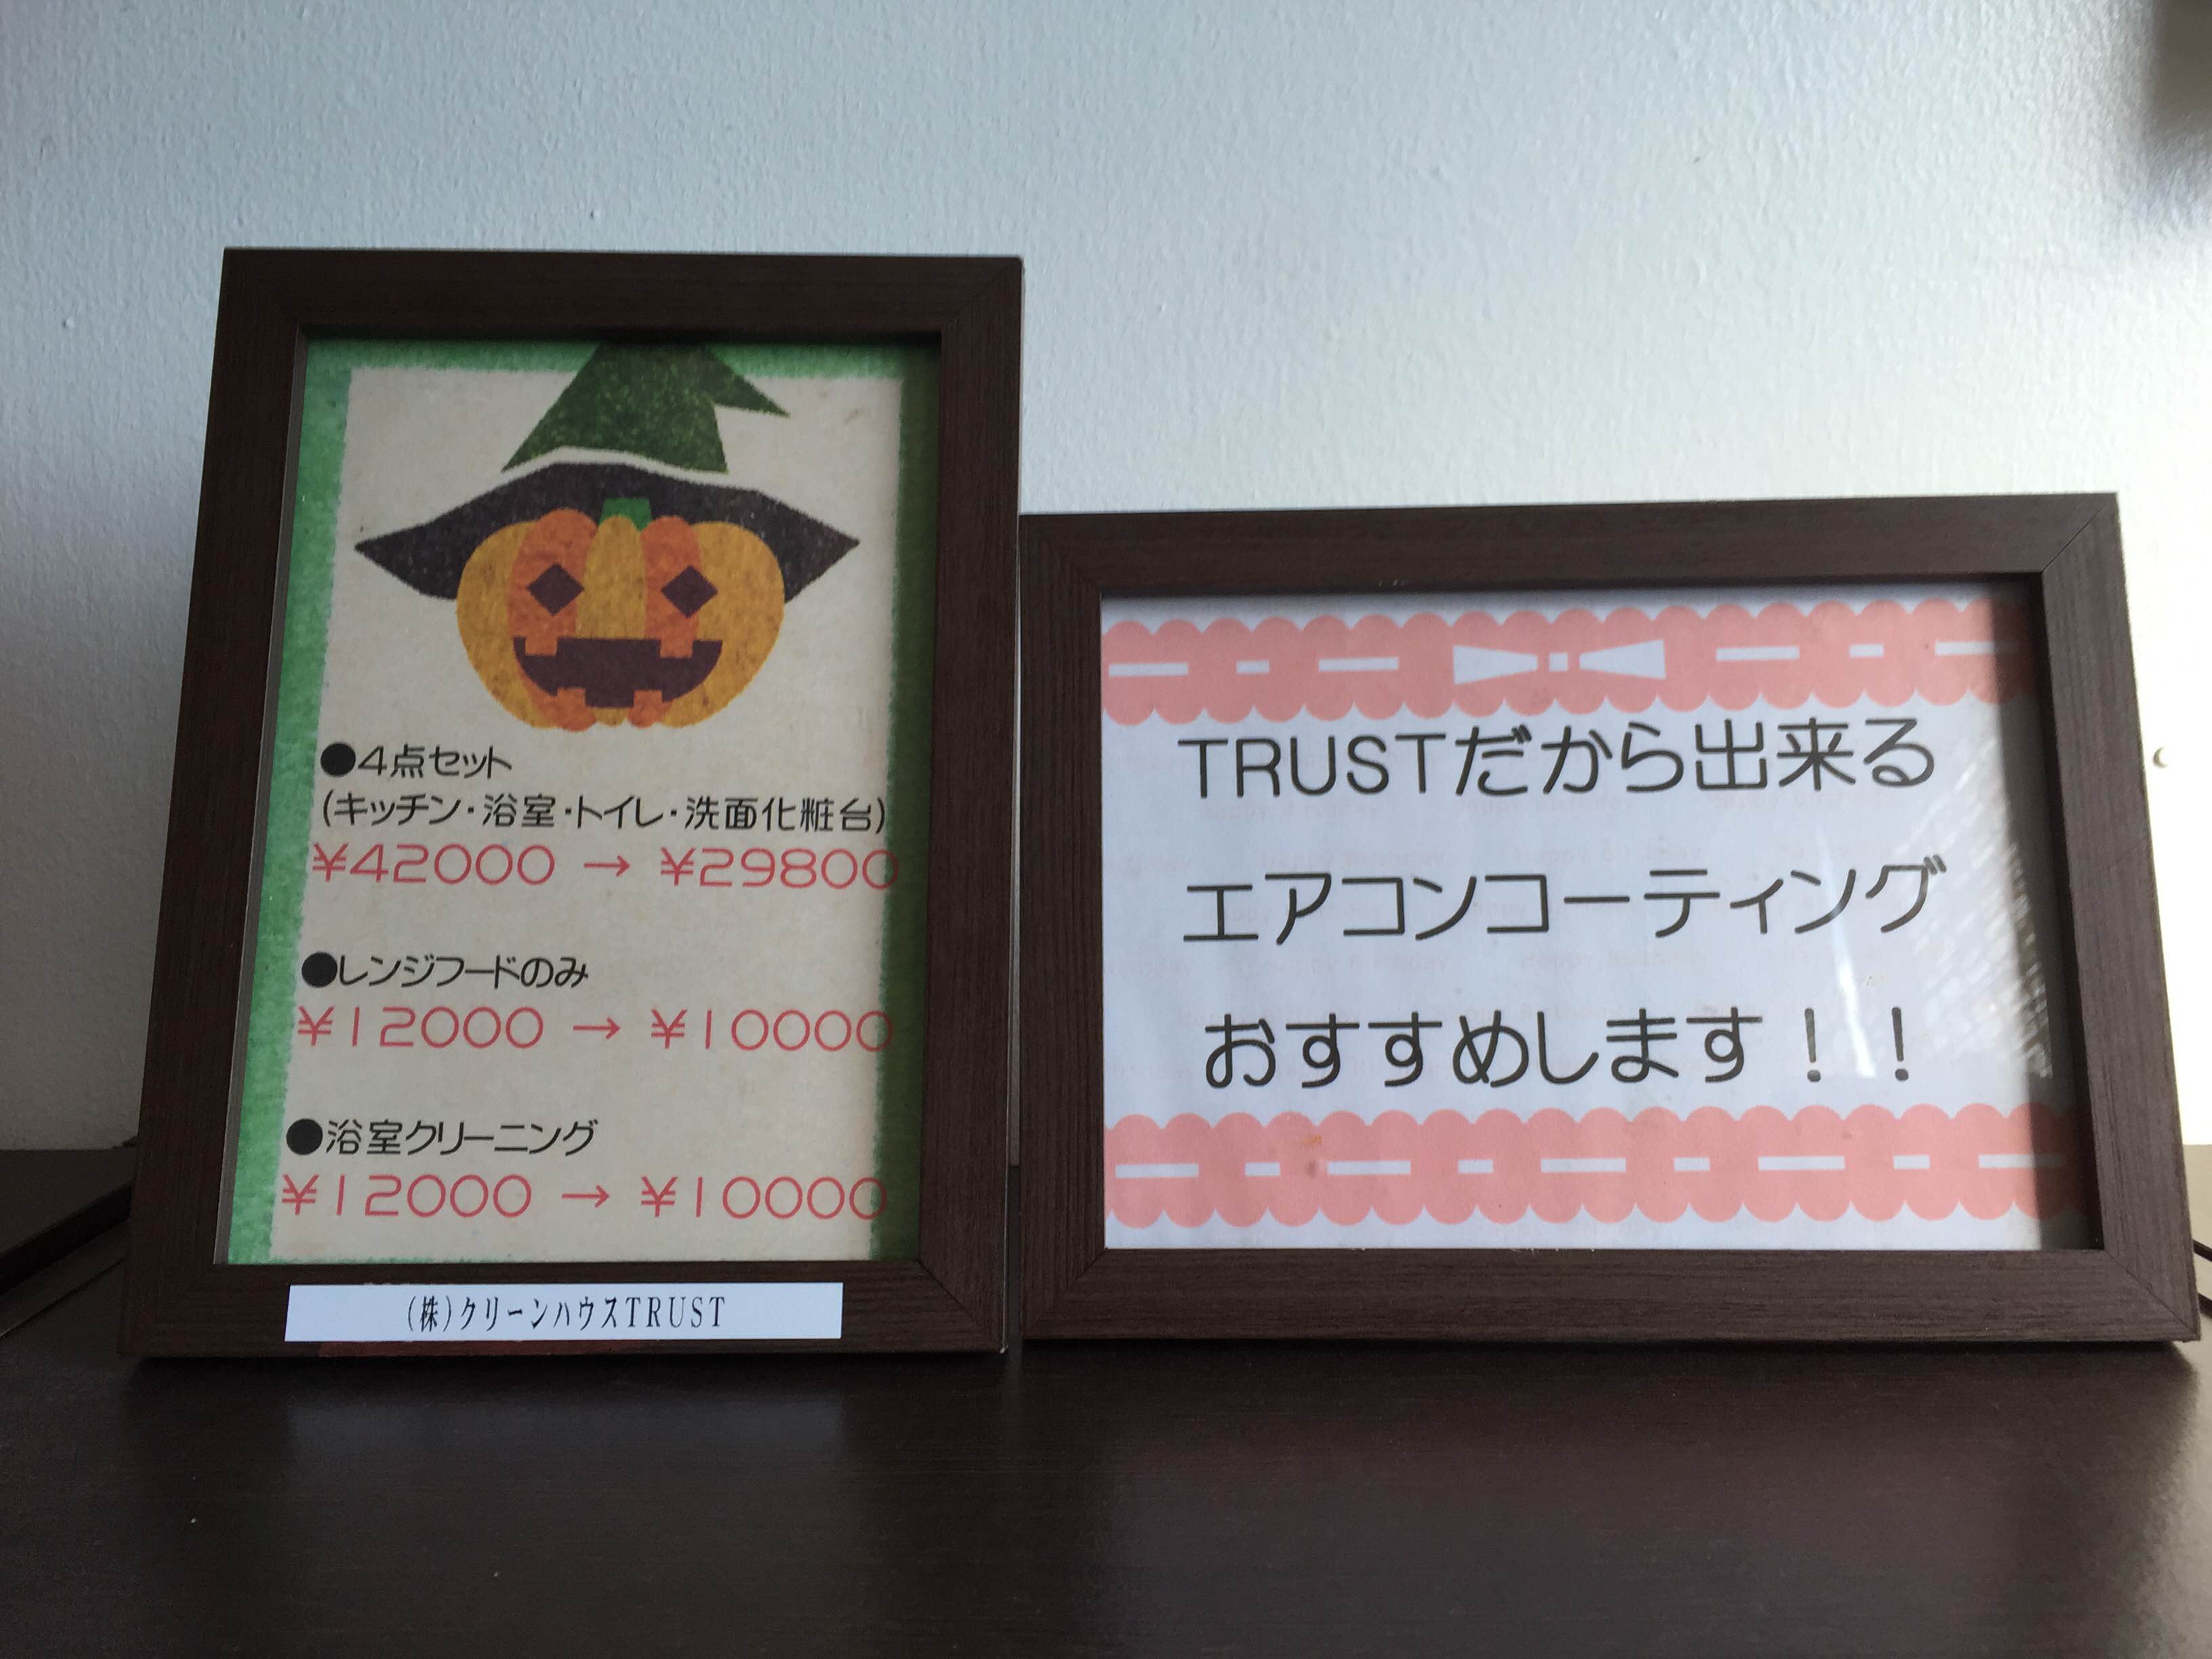 ●4点セット
(キッチン・浴室・トイレ・洗面化粧台)
¥42000 → ¥29800
●レンジフードのみ
¥12000 → ¥10000
●浴室クリーニング
¥12000 → ¥10000
(株)クリーンハウスTRUST
TRUSTだから出来る
エアコンコーティング
おすすめします！！